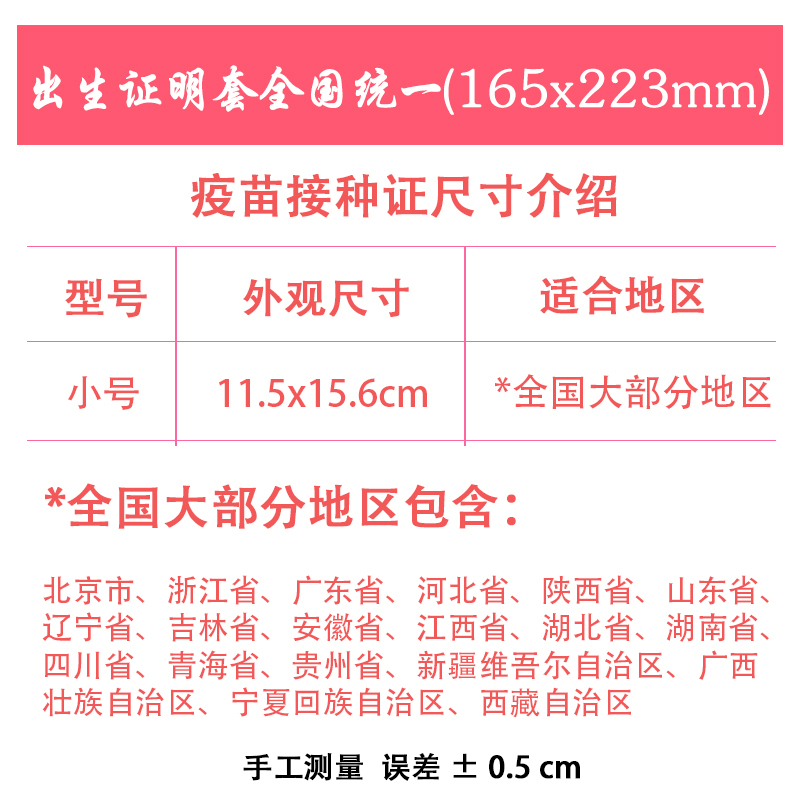 出生证明套全国统一(165x223mm)
疫苗接种证尺寸介绍
型号 外观尺寸 适合地区
小号 11.5x15.6cm *全国大部分地区
*全国大部分地区包含：
北京市、浙江省、广东省、河北省、陕西省、山东省、
辽宁省、吉林省、安徽省、江西省、湖北省、湖南省、
四川省、青海省、贵州省、新疆维吾尔自治区、广西
壮族自治区、宁夏回族自治区、西藏自治区
手工测量 误差 ± 0.5 cm